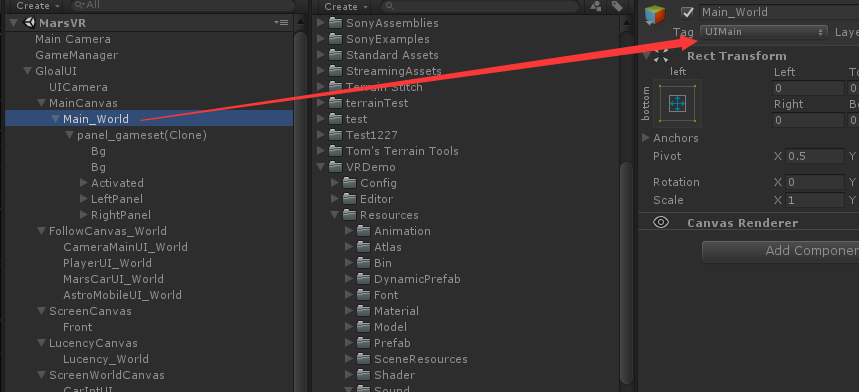 Create
All
MarsVR
Main Camera
GameManager
GloalUI
UICamera
MainCanvas
Main_World
panel_gameset(Clone)
Bg
Bg
Activated
LeftPanel
RightPanel
FollowCanvas_World
CameraMainUI_World
PlayerUI_World
MarsCarUI_World
AstroMobileUI_World
ScreenCanvas
Front
LucencyCanvas
Lucency_World
ScreenWorldCanvas
CarIntUI
Create
SonyAssemblies
SonyExamples
Standard Assets
StreamingAssets
Terrain Stitch
terrainTest
test
Test1227
Tom's Terrain Tools
VRDemo
Config
Editor
Resources
Animation
Atlas
Bin
DynamicPrefab
Font
Material
Model
Prefab
SceneResources
Shader
Sound
Main_World
Tag UIMain Laye
Rect Transform
left Left To
0
bottom Right Bo
0
Anchors
Pivot X 0.5
Rotation X 0
Scale X 1
Canvas Renderer
Add Compone